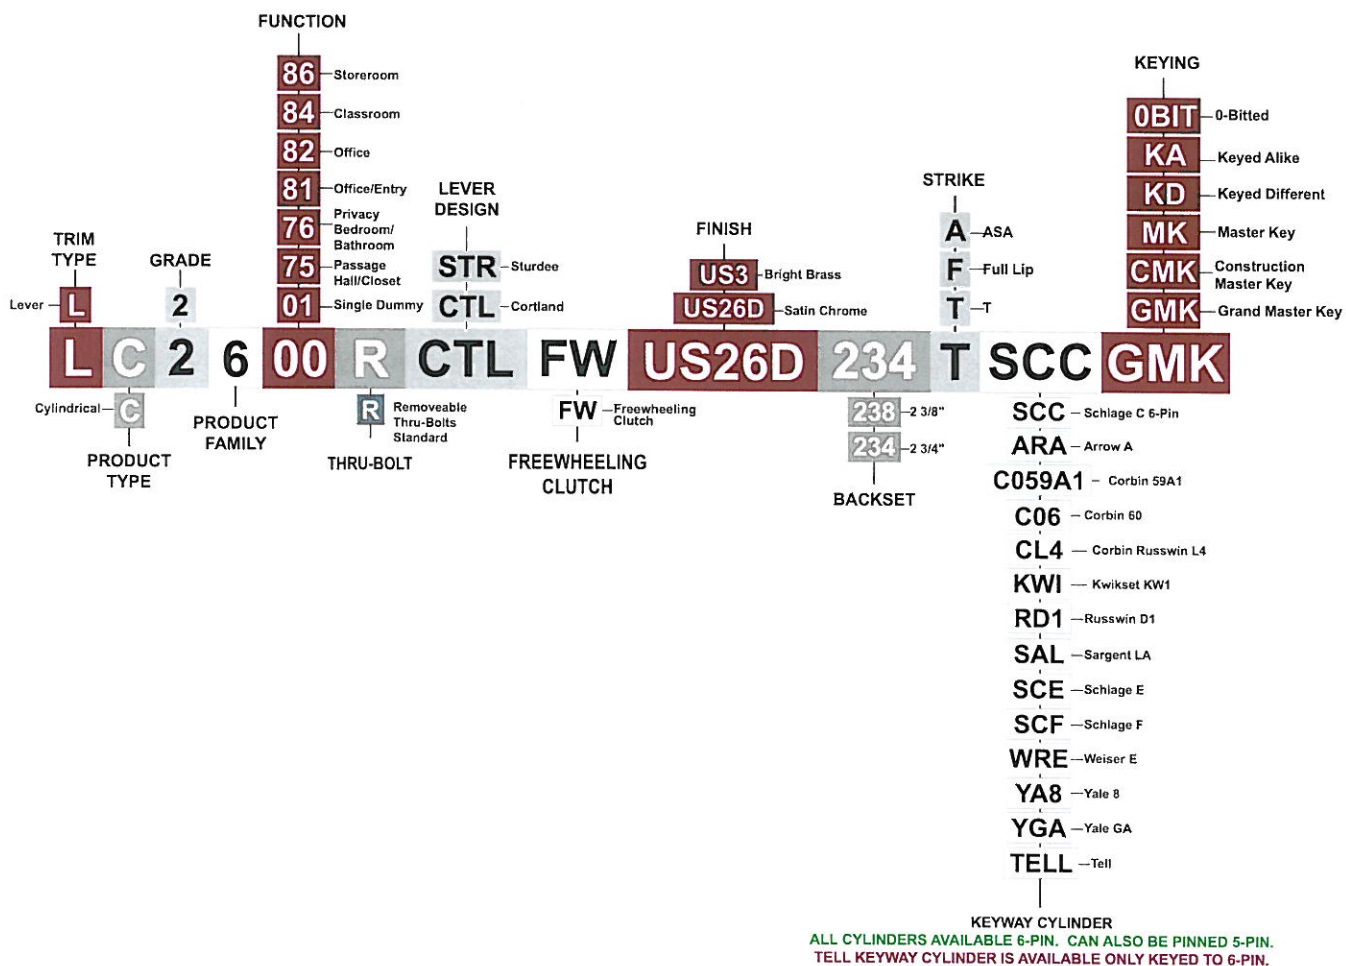 FUNCTION
86
Storeroom
84
Classroom
82
Office
81
Office/Entry
76
Privacy
Bedroom/
Bathroom
75
Passage
Hall/Closet
01
Single Dummy
TRIM
TYPE
Lever
L
GRADE
2
LEVER
DESIGN
STR
Sturdee
CTL
Cortland
FINISH
US3
Bright Brass
US26D
Satin Chrome
STRIKE
A
ASA
F
Full Lip
T
T
KEYING
0BIT
0-Bitted
KA
Keyed Alike
KD
Keyed Different
MK
Master Key
CMK
Construction
Master Key
GMK
Grand Master Key
L C 2 6 00 R CTL FW US26D 234 T SCC GMK
Cylindrical
C
PRODUCT
TYPE
PRODUCT
FAMILY
R
Removeable
Thru-Bolts
Standard
THRU-BOLT
FW
Freewheeling
Clutch
FREEWHEELING
CLUTCH
238
2 3/8"
234
2 3/4"
BACKSET
SCC
Schlage C 6-Pin
ARA
Arrow A
C059A1
Corbin 59A1
C06
Corbin 60
CL4
Corbin Russwin L4
KWI
Kwikset KW1
RD1
Russwin D1
SAL
Sargent LA
SCE
Schlage E
SCF
Schlage F
WRE
Weiser E
YA8
Yale 8
YGA
Yale GA
TELL
Tell
KEYWAY CYLINDER
ALL CYLINDERS AVAILABLE 6-PIN. CAN ALSO BE PINNED 5-PIN.
TELL KEYWAY CYLINDER IS AVAILABLE ONLY KEYED TO 6-PIN.